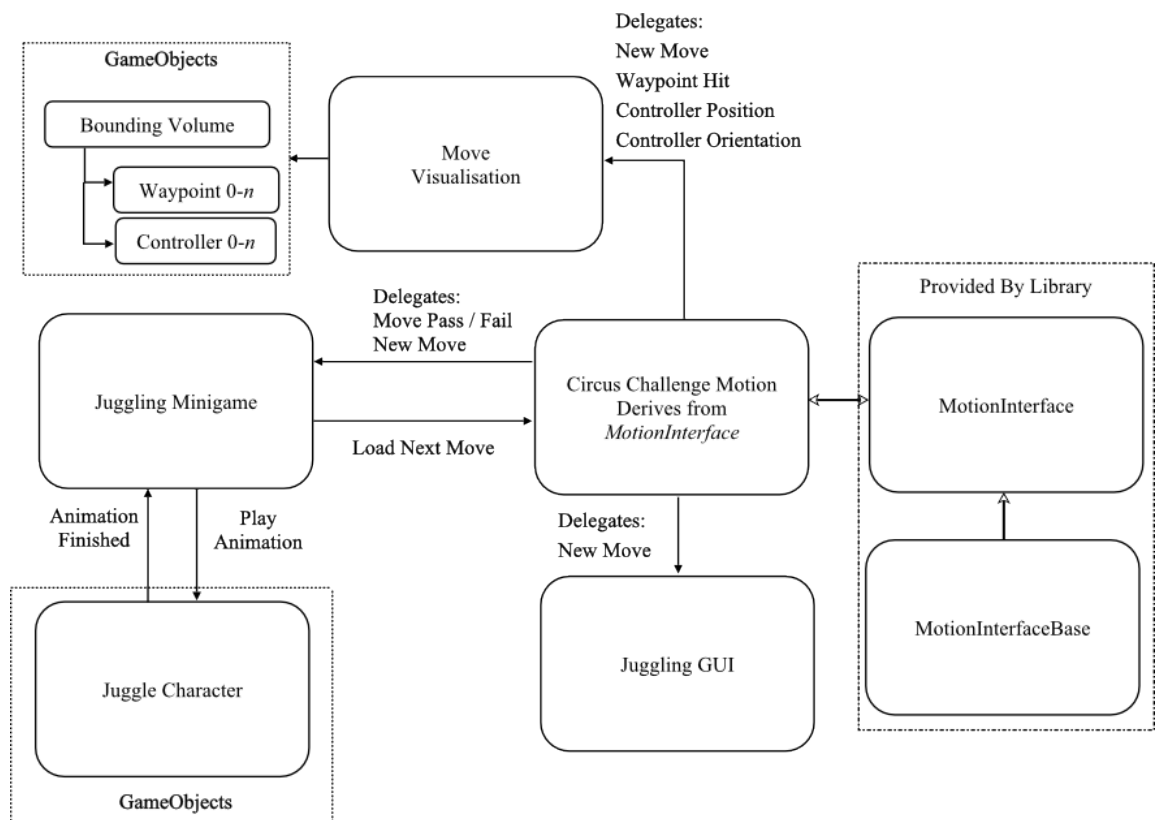 Delegates:
New Move
Waypoint Hit
Controller Position
Controller Orientation
GameObjects
Bounding Volume
Waypoint 0-n
Controller 0-n
Move
Visualisation
Provided By Library
Delegates:
Move Pass / Fail
New Move
Juggling Minigame
Circus Challenge Motion
Derives from
MotionInterface
MotionInterface
Load Next Move
Animation
Finished
Play
Animation
Delegates:
New Move
Juggle Character
Juggling GUI
MotionInterfaceBase
GameObjects